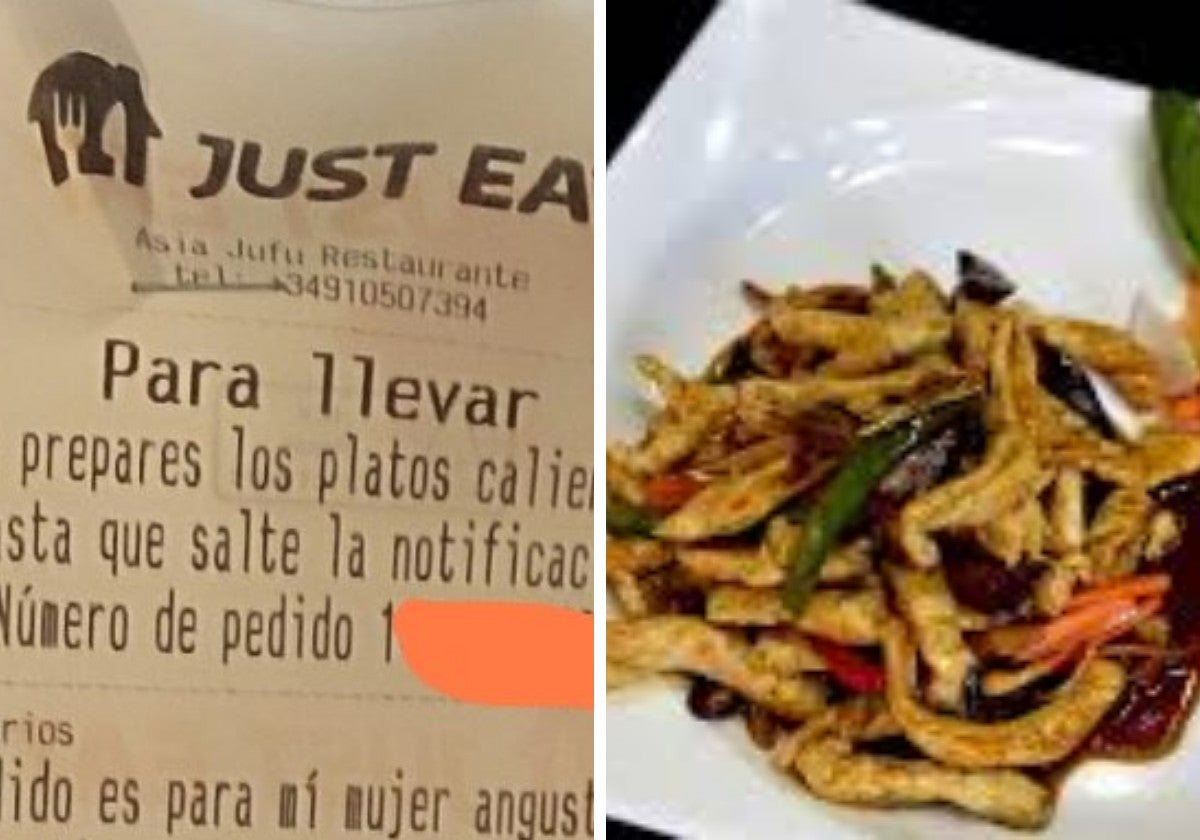 JUST EA
Asia Jufu Restaurante
tel: +34910507394
Para llevar
prepares los platos calie
sta que salte la notificac
Número de pedido 1
rios
ido es para mí mujer angust